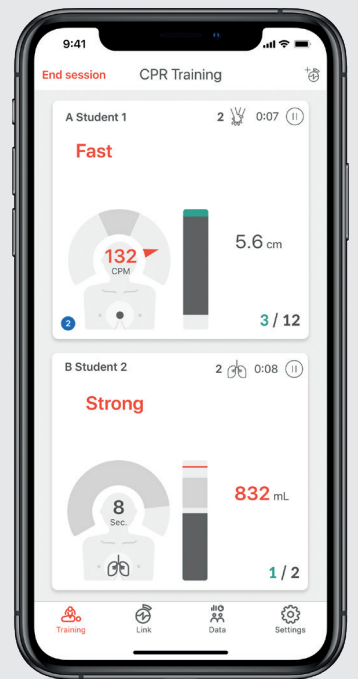 9:41
End session CPR Training
A Student 1 2 0:07
Fast
132
CPM
5.6 cm
2
3 / 12
B Student 2 2 0:08
Strong
8
Sec.
832 mL
1 / 2
Training Link Data Settings